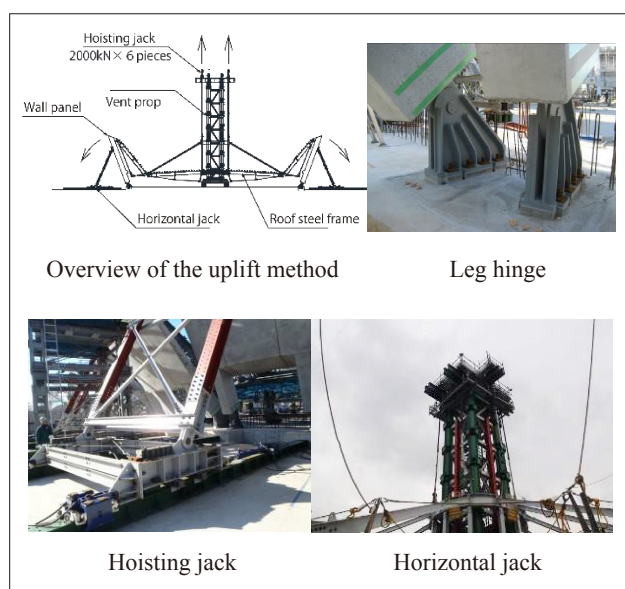 Hoisting jack
2000kN× 6 pieces
Vent prop
Wall panel
Horizontal jack
Roof steel frame
Overview of the uplift method
Leg hinge
Hoisting jack
Horizontal jack